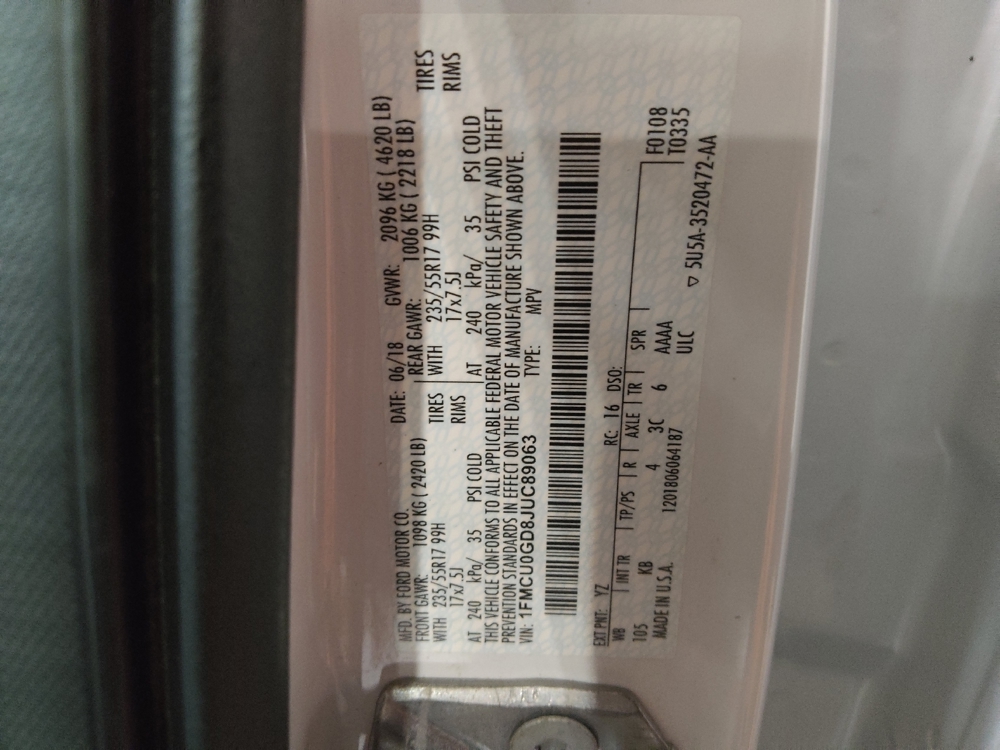 MFD. BY FORD MOTOR CO.
DATE: 06/18 GVWR: 2096 KG ( 4620 LB)
FRONT GAWR: 1098 KG ( 2420 LB) REAR GAWR: 1006 KG ( 2218 LB)
WITH 235/55R17 99H TIRES WITH 235/55R17 99H TIRES
17x7.5J RIMS 17x7.5J RIMS
AT 240 kPa/ 35 PSI COLD AT 240 kPa/ 35 PSI COLD
THIS VEHICLE CONFORMS TO ALL APPLICABLE FEDERAL MOTOR VEHICLE SAFETY AND THEFT
PREVENTION STANDARDS IN EFFECT ON THE DATE OF MANUFACTURE SHOWN ABOVE.
VIN: 1FMCU0GD8JUC89063 TYPE: MPV
EXT PNT: YZ RC: 16 DSO: F0108
WB INT TR TP/PS R AXLE TR SPR T0335
105 KB 4 3C 6 AAAA
MADE IN U.S.A. 1201806064187 ULC
▽ 5U5A-3520472-AA